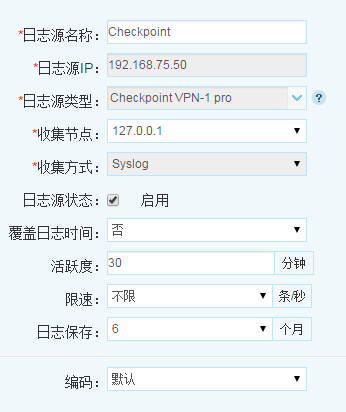 *日志源名称： Checkpoint
*日志源IP： 192.168.75.50
*日志源类型： Checkpoint VPN-1 pro ?
*收集节点： 127.0.0.1
*收集方式： Syslog
日志源状态： 启用
覆盖日志时间： 否
活跃度： 30 分钟
限速： 不限 条/秒
日志保存： 6 个月
编码： 默认